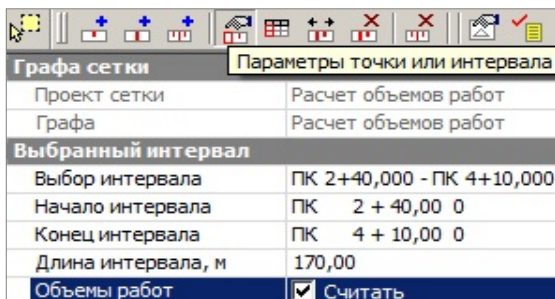 Параметры точки или интервала
Графа сетки
Проект сетки Расчет объемов работ
Графа Расчет объемов работ
Выбранный интервал
Выбор интервала ПК 2+40,000 - ПК 4+10,000
Начало интервала ПК 2 + 40,00 0
Конец интервала ПК 4 + 10,00 0
Длина интервала, м 170,00
Объемы работ Считать